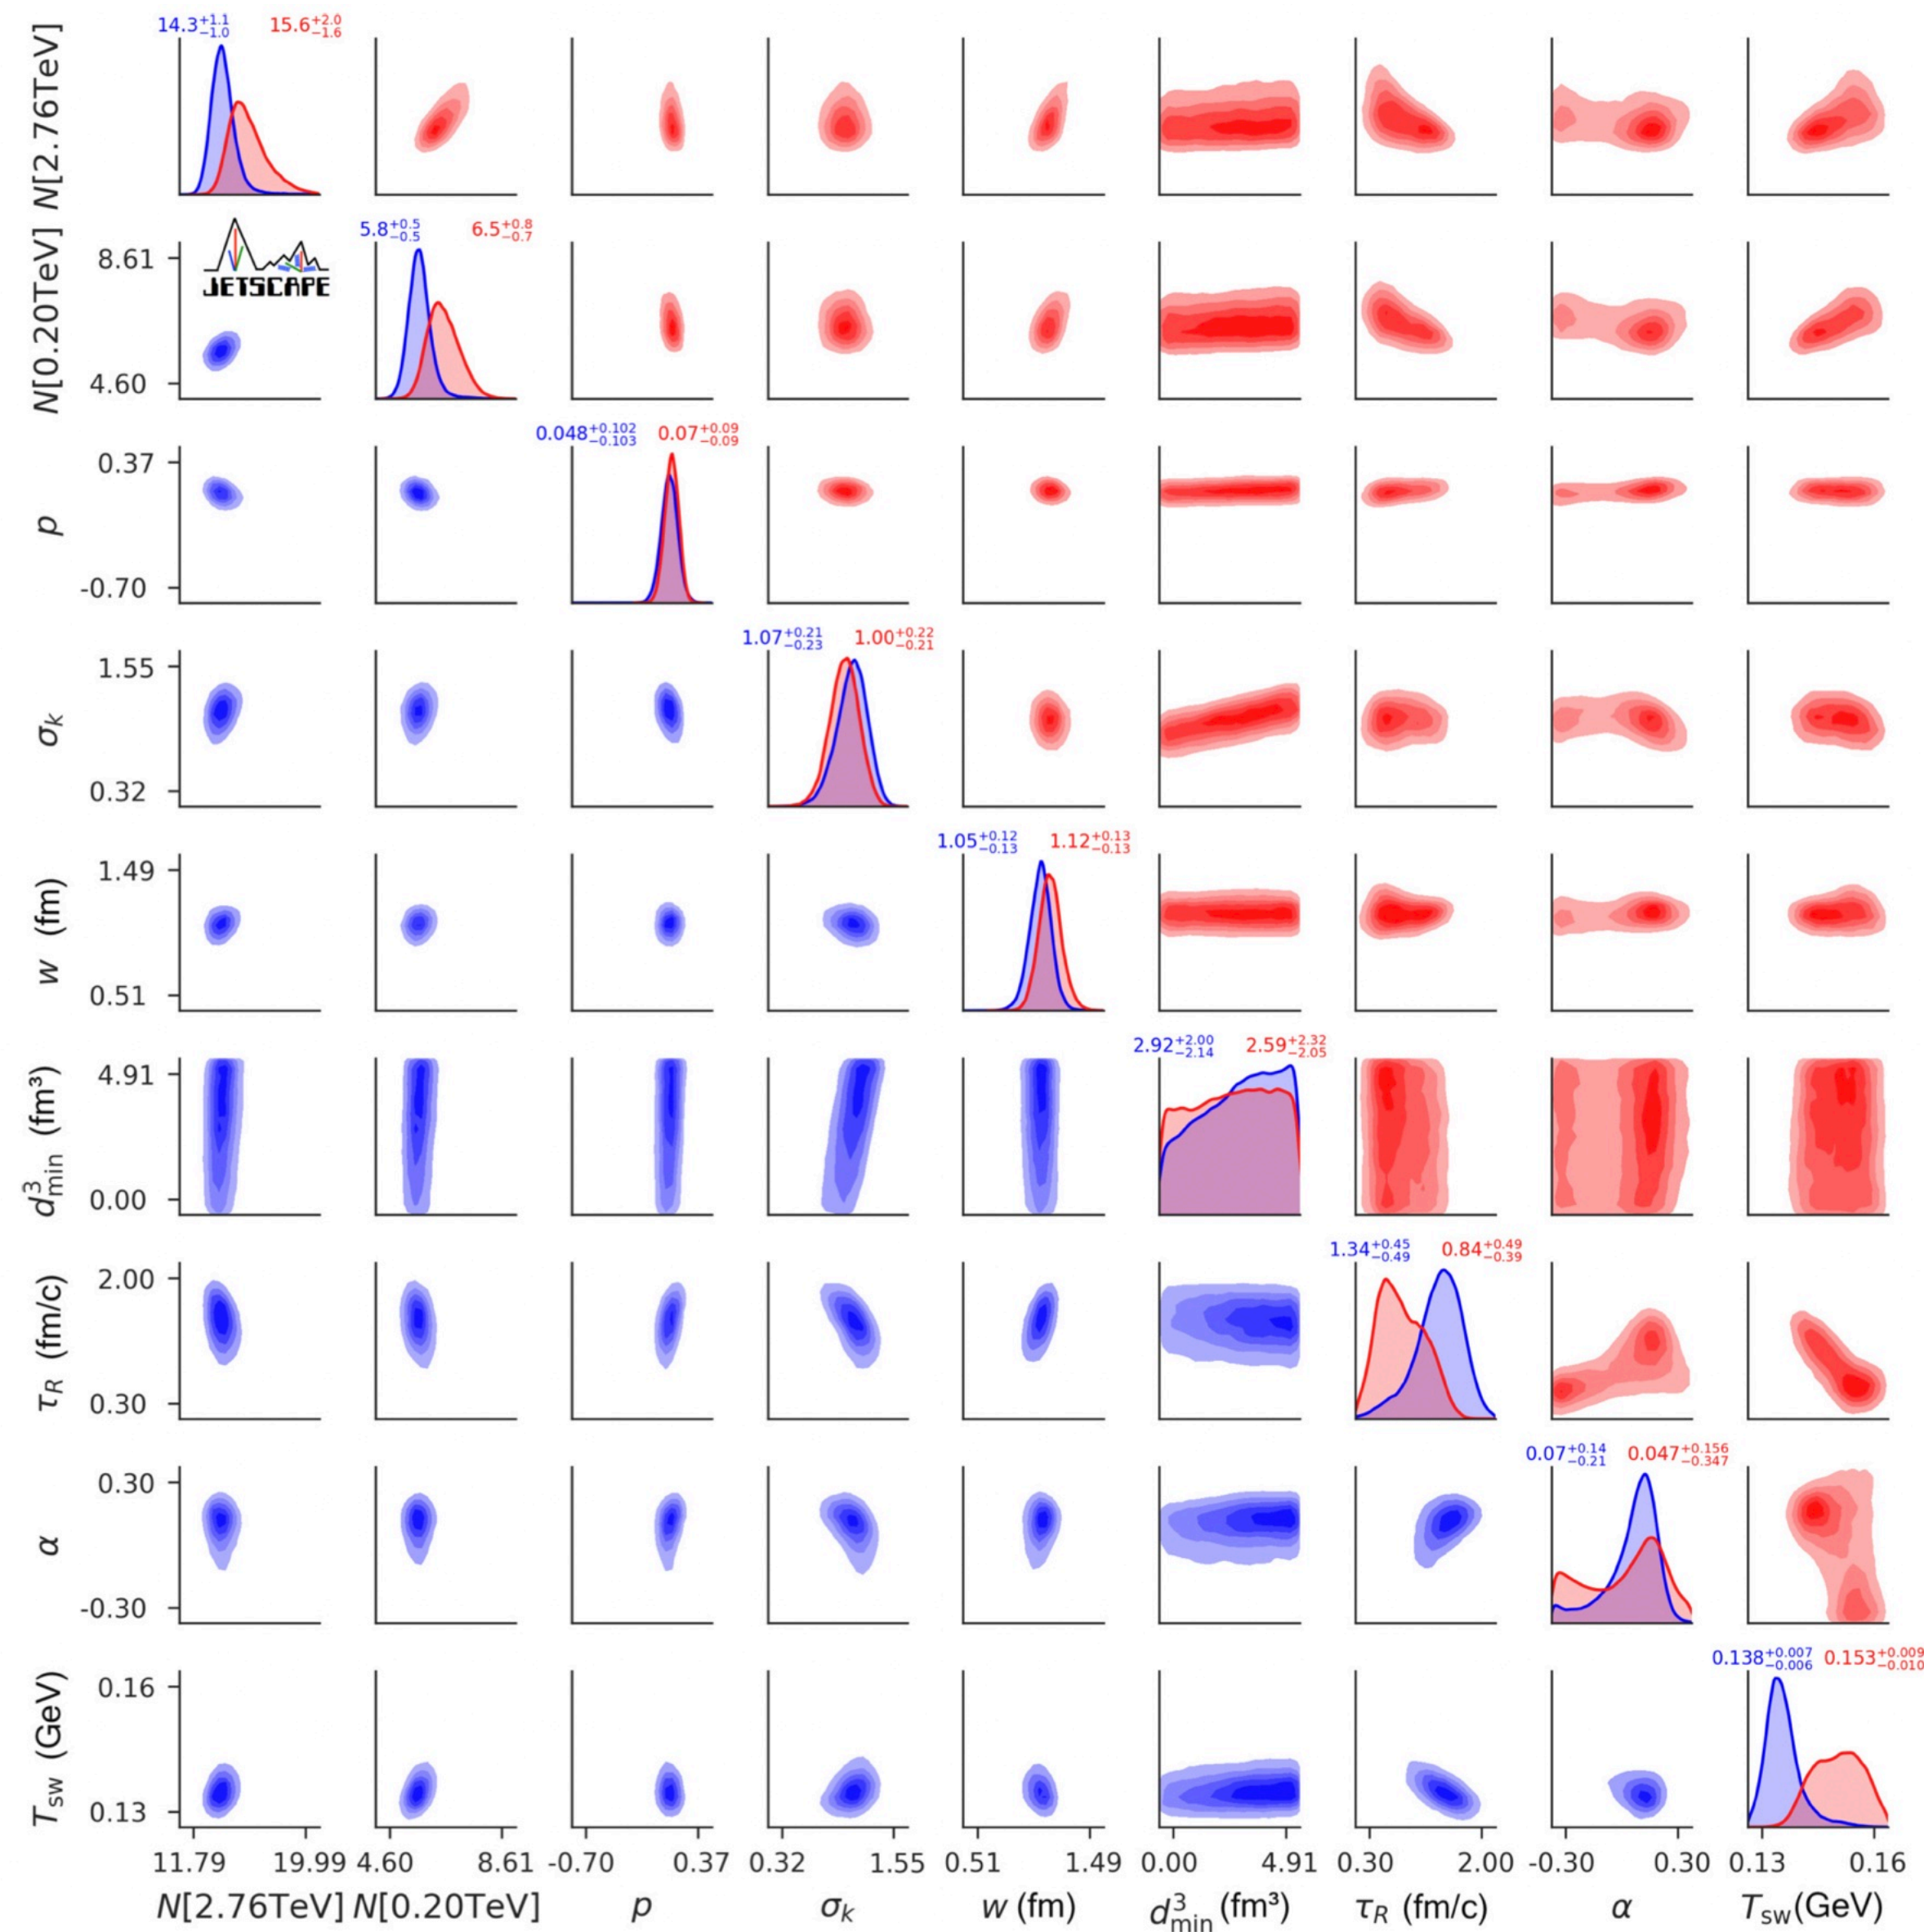 14.3+1.1−1.0 15.6+2.0−1.6
N[2.76TeV]
JETSCAPE
5.8+0.5−0.5 6.5+0.8−0.7
8.61
N[0.20TeV]
4.60
0.048+0.102−0.103 0.07+0.09−0.09
0.37
p
-0.70
1.07+0.21−0.23 1.00+0.22−0.21
1.55
σk
0.32
1.05+0.12−0.13 1.12+0.13−0.13
1.49
w (fm)
0.51
2.92+2.00−2.14 2.59+2.32−2.05
4.91
d3min (fm³)
0.00
1.34+0.45−0.49 0.84+0.49−0.39
2.00
τR (fm/c)
0.30
0.07+0.14−0.21 0.047+0.156−0.347
0.30
α
-0.30
0.138+0.007−0.006 0.153+0.009−0.010
0.16
Tsw (GeV)
0.13
11.79 19.99 4.60 8.61 -0.70 0.37 0.32 1.55 0.51 1.49 0.00 4.91 0.30 2.00 -0.30 0.30 0.13 0.16
N[2.76TeV] N[0.20TeV] p σk w (fm) d3min (fm³) τR (fm/c) α Tsw(GeV)